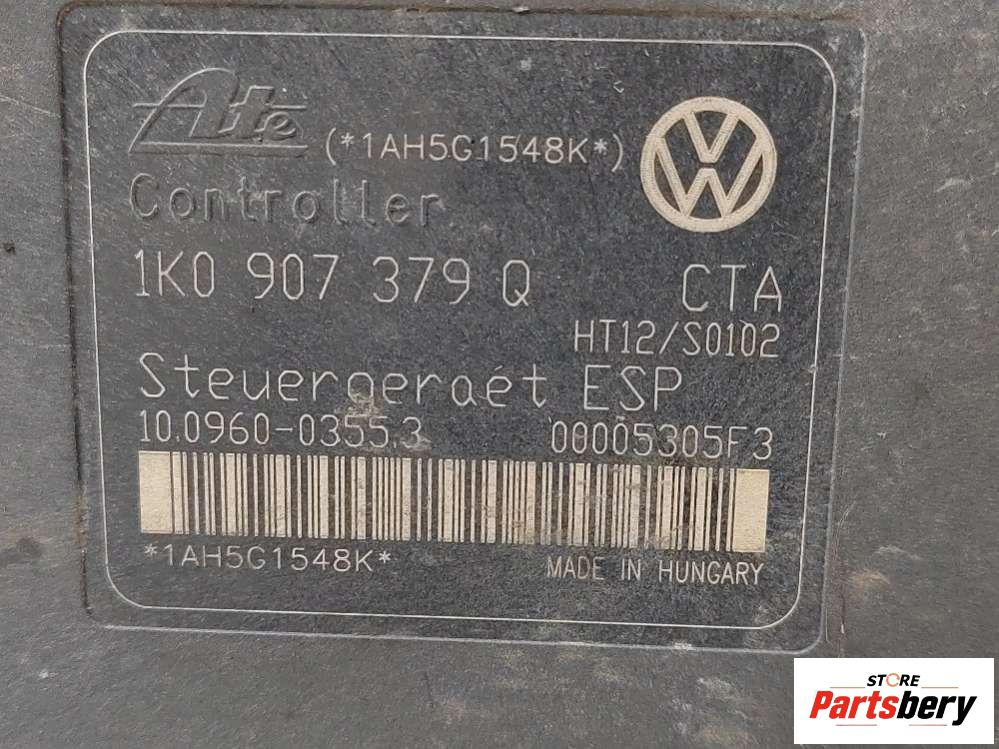 Ate (*1AH5G1548K*)
Controller
1K0 907 379 Q CTA
HT12/S0102
Steuergeraét ESP
10.0960-0355.3 00005305F3
*1AH5G1548K*
MADE IN HUNGARY
STORE
Partsbery